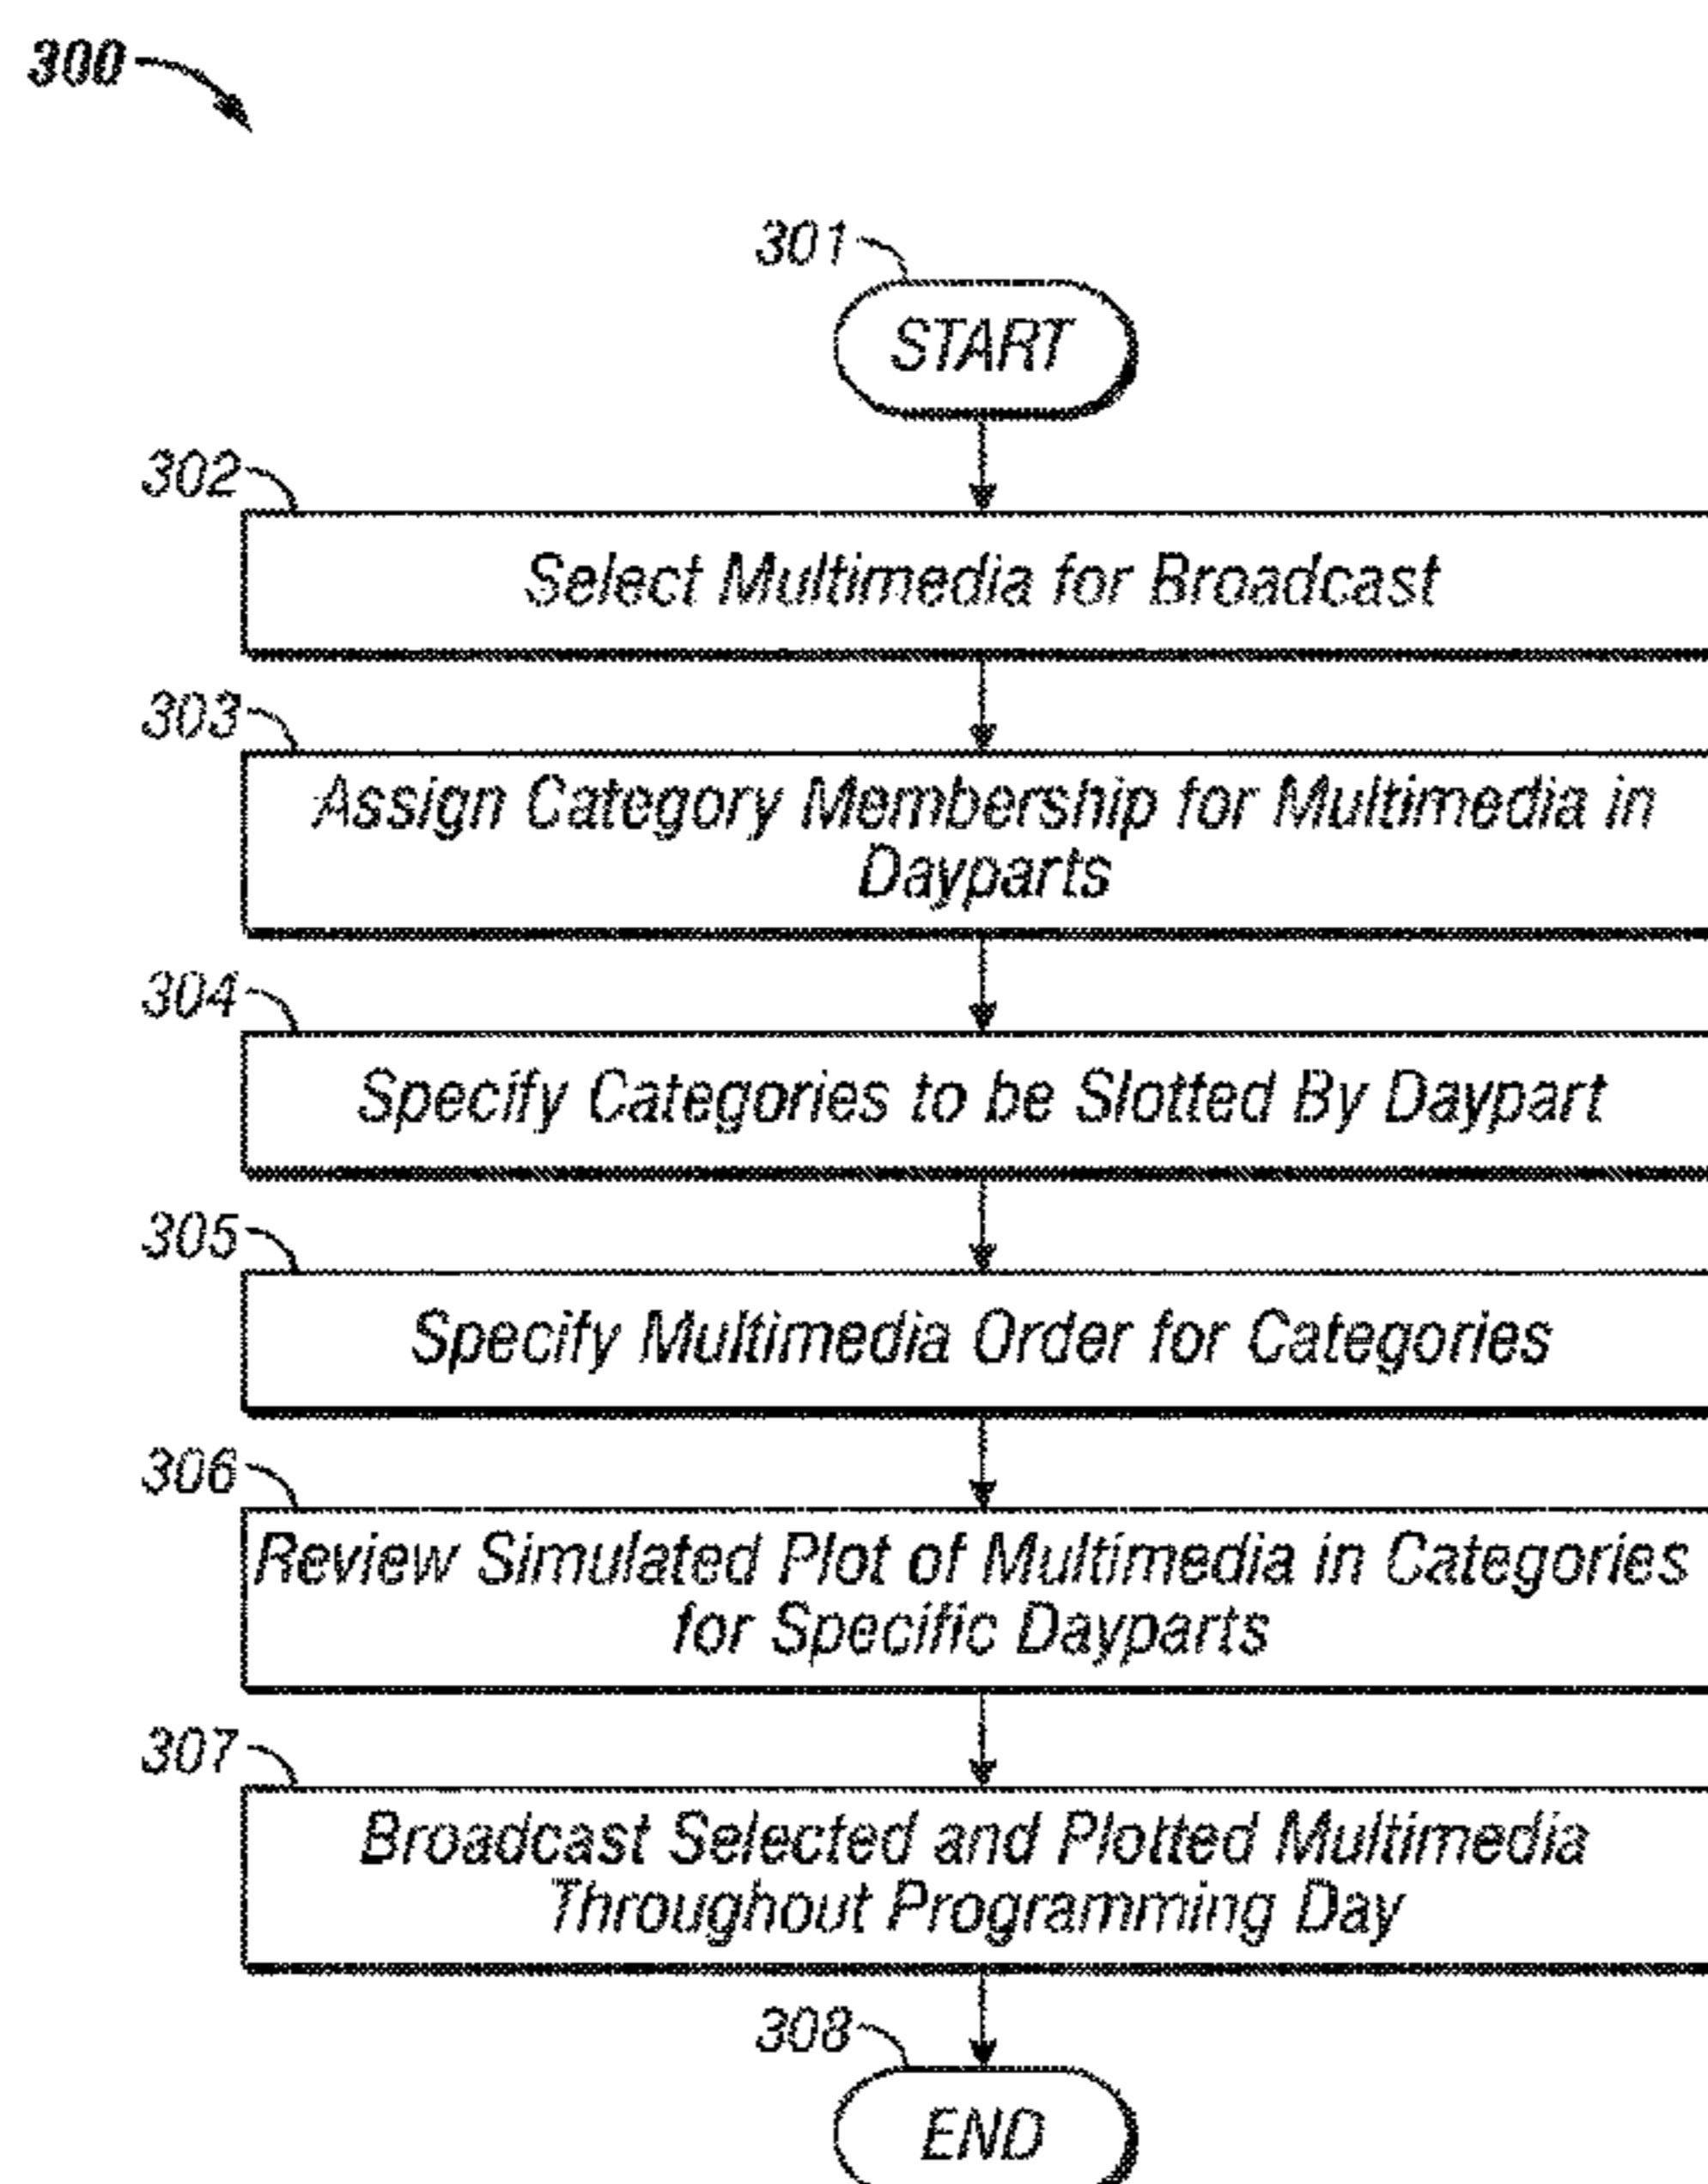 300
301
START
302
Select Multimedia for Broadcast
303
Assign Category Membership for Multimedia in
Dayparts
304
Specify Categories to be Slotted By Daypart
305
Specify Multimedia Order for Categories
306
Review Simulated Plot of Multimedia in Categories
for Specific Dayparts
307
Broadcast Selected and Plotted Multimedia
Throughout Programming Day
308
END